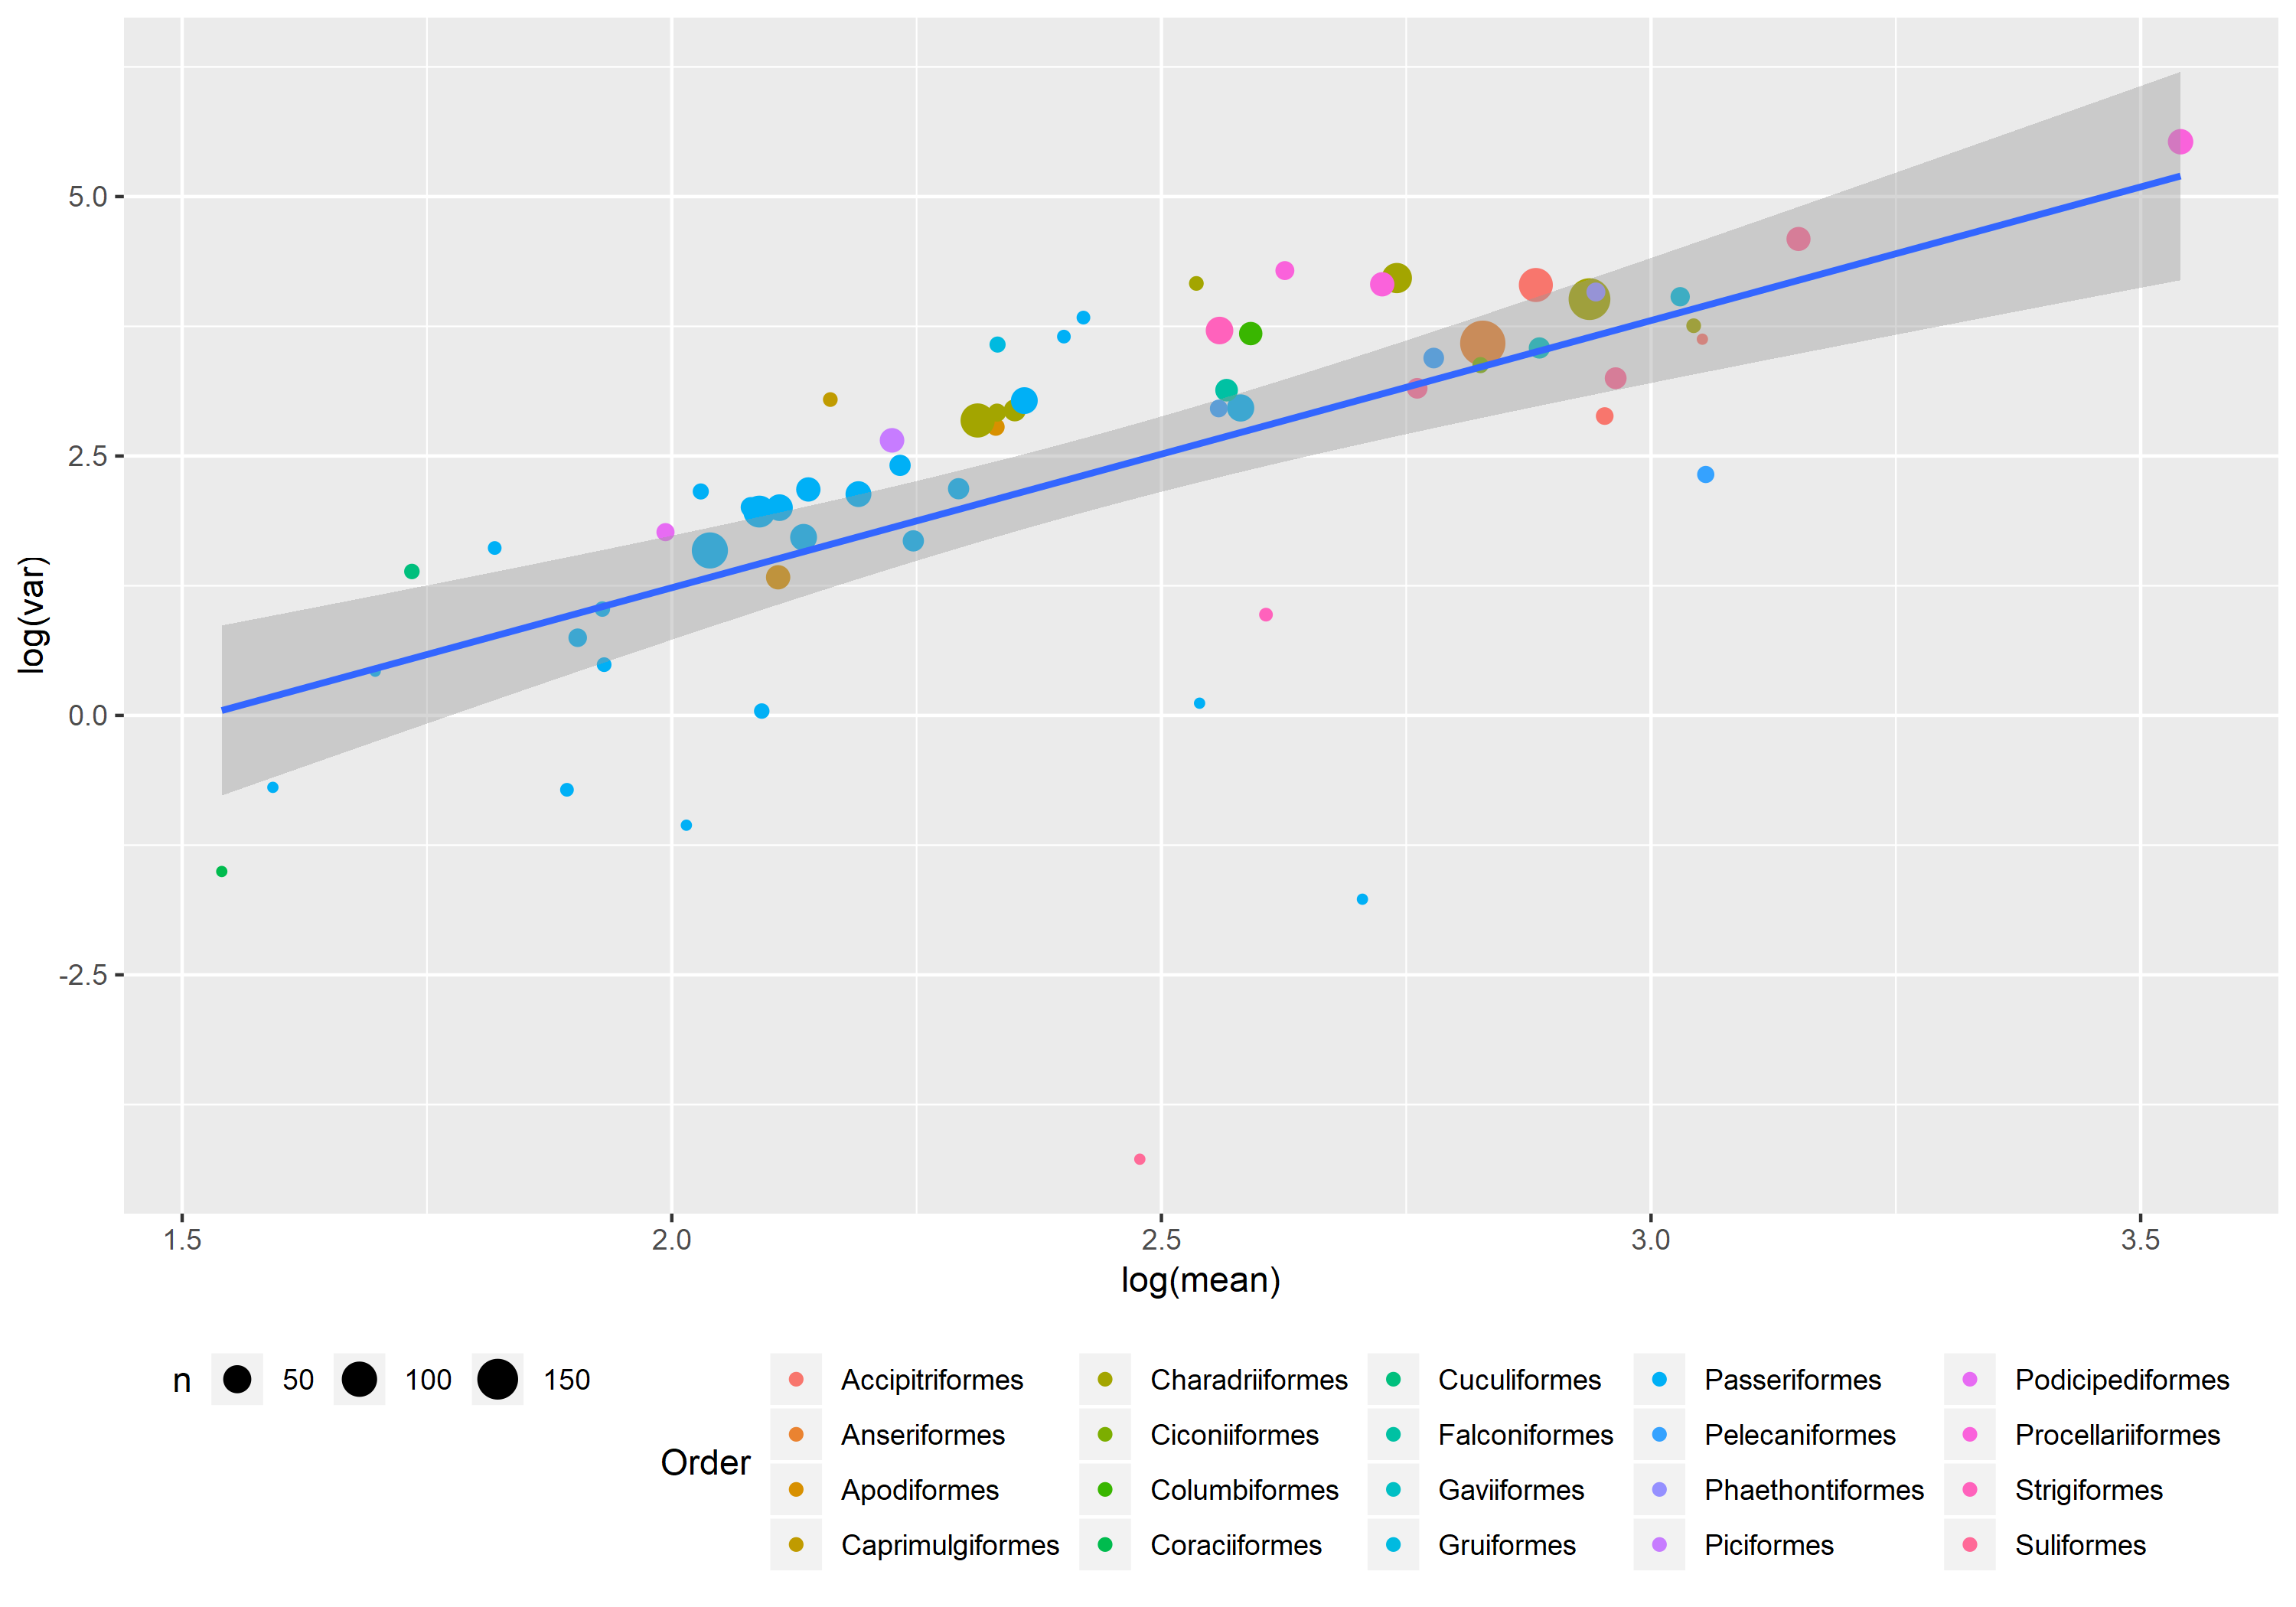 5.0
2.5
0.0
-2.5
log(var)
1.5 2.0 2.5 3.0 3.5
log(mean)
n 50 100 150
Order
Accipitriformes Charadriiformes Cuculiformes Passeriformes Podicipediformes
Anseriformes Ciconiiformes Falconiformes Pelecaniformes Procellariiformes
Apodiformes Columbiformes Gaviiformes Phaethontiformes Strigiformes
Caprimulgiformes Coraciiformes Gruiformes Piciformes Suliformes